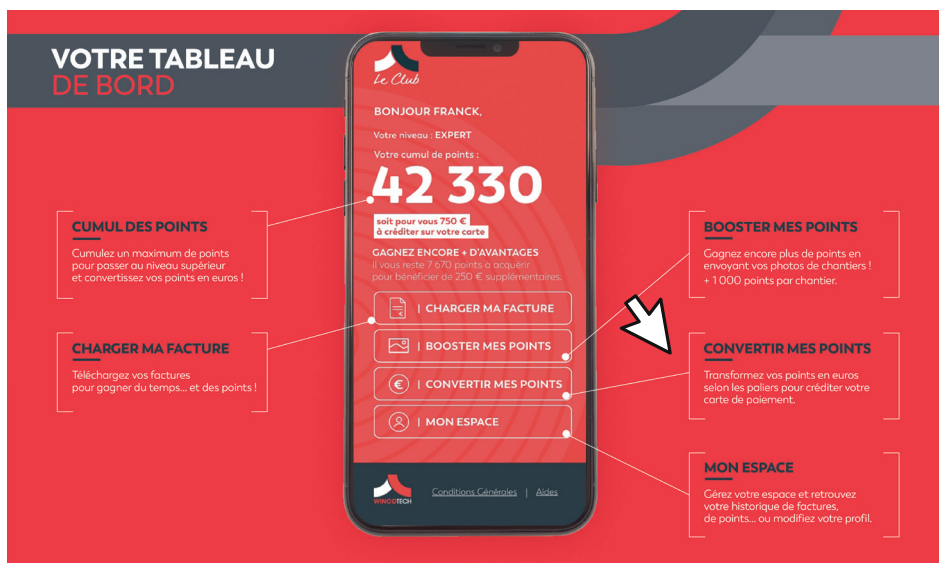 VOTRE TABLEAU
DE BORD
Le Club
BONJOUR FRANCK,
Votre niveau : EXPERT
Votre cumul de points :
42 330
soit pour vous 750 €
à créditer sur votre carte
GAGNEZ ENCORE + D'AVANTAGES
Il vous reste 7 670 points à acquérir
pour bénéficier de 250 € supplémentaires.
| CHARGER MA FACTURE
| BOOSTER MES POINTS
€ | CONVERTIR MES POINTS
| MON ESPACE
WINCOTECH
Conditions Générales | Aides
CUMUL DES POINTS
Cumulez un maximum de points
pour passer au niveau supérieur
et convertissez vos points en euros !
CHARGER MA FACTURE
Téléchargez vos factures
pour gagner du temps... et des points !
BOOSTER MES POINTS
Gagnez encore plus de points en
envoyant vos photos de chantiers !
+ 1 000 points par chantier.
CONVERTIR MES POINTS
Transformez vos points en euros
selon les paliers pour créditer votre
carte de paiement.
MON ESPACE
Gérez votre espace et retrouvez
votre historique de factures,
de points... ou modifiez votre profil.